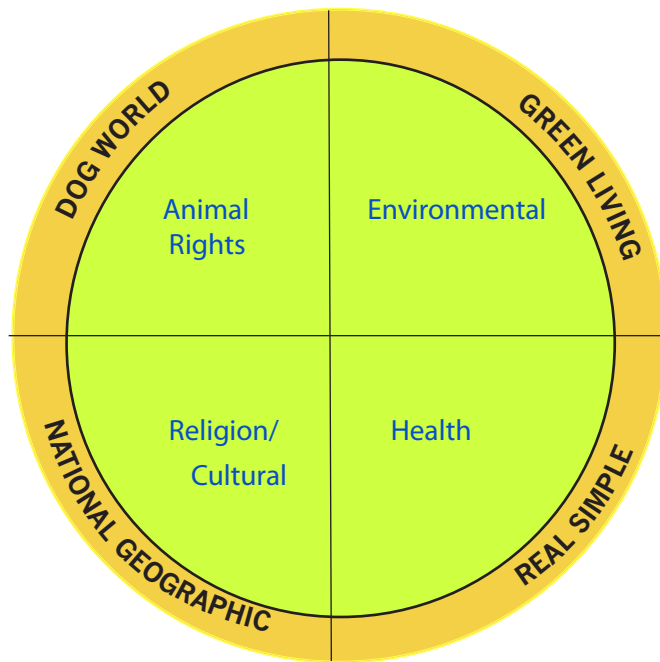 DOG WORLD
GREEN LIVING
Animal
Rights
Environmental
Religion/
Cultural
Health
NATIONAL GEOGRAPHIC
REAL SIMPLE